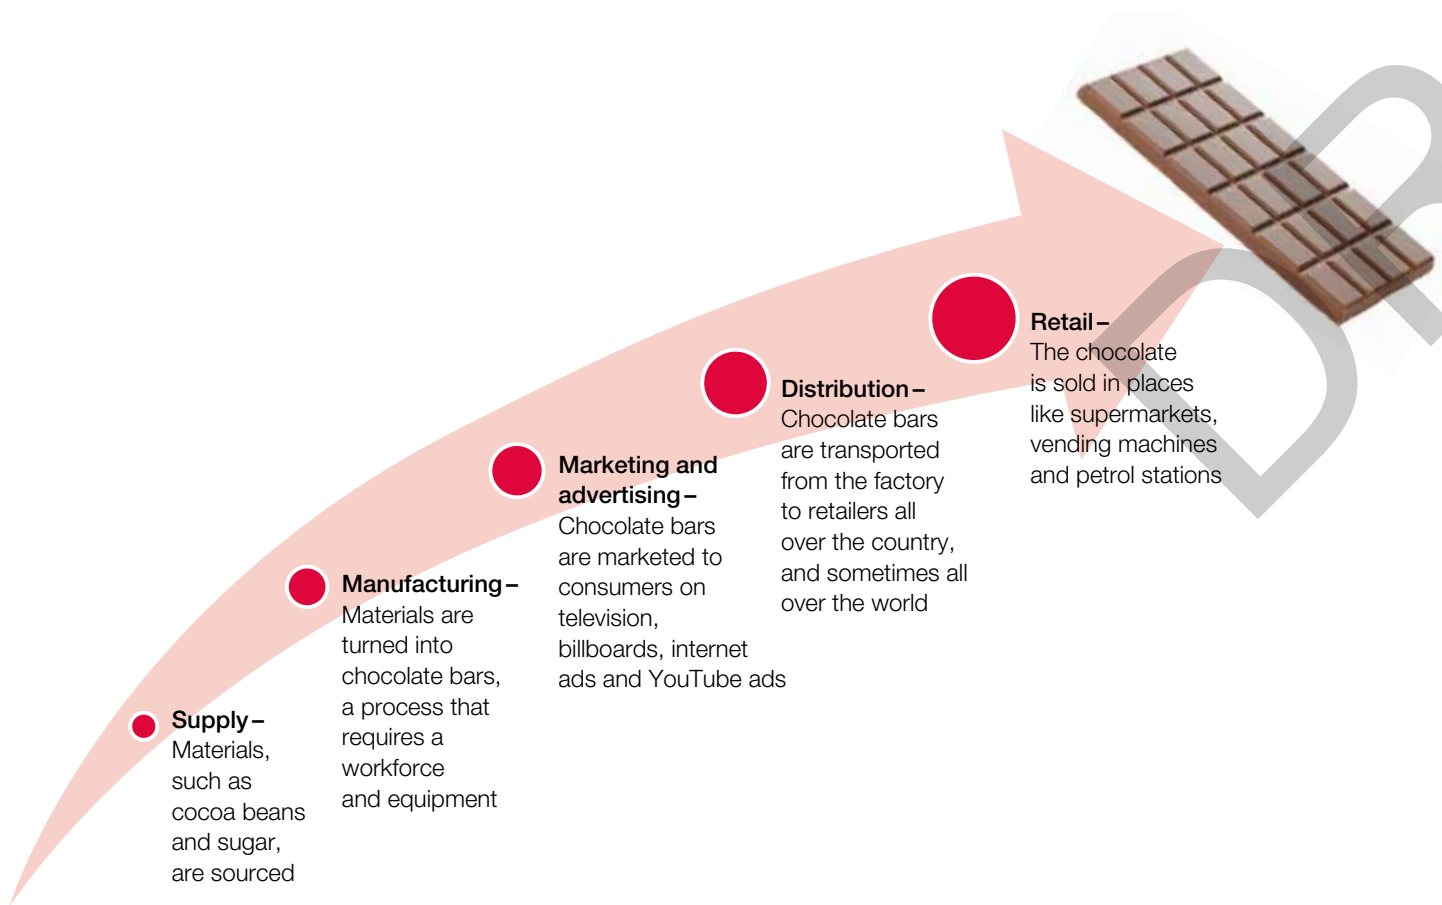 Supply –
Materials,
such as
cocoa beans
and sugar,
are sourced
Manufacturing –
Materials are
turned into
chocolate bars,
a process that
requires a
workforce
and equipment
Marketing and
advertising –
Chocolate bars
are marketed to
consumers on
television,
billboards, internet
ads and YouTube ads
Distribution –
Chocolate bars
are transported
from the factory
to retailers all
over the country,
and sometimes all
over the world
Retail –
The chocolate
is sold in places
like supermarkets,
vending machines
and petrol stations
DR